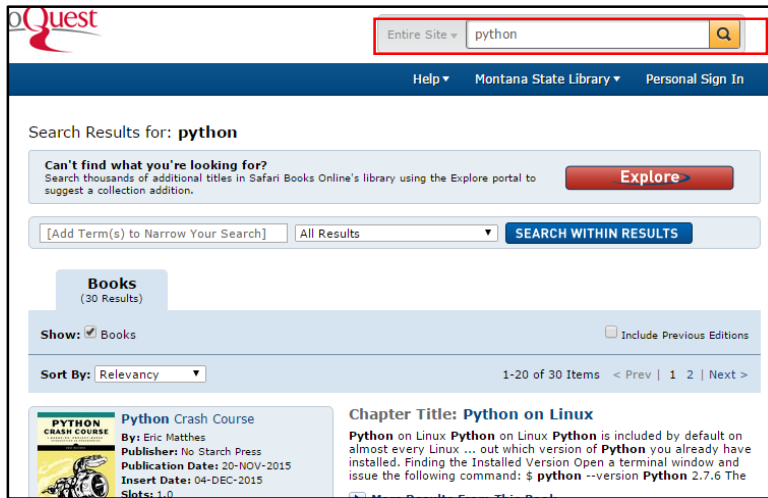 oQuest
Entire Site python
Help Montana State Library Personal Sign In
Search Results for: python
Can't find what you're looking for?
Search thousands of additional titles in Safari Books Online's library using the Explore portal to
suggest a collection addition.
Explore>
[Add Term(s) to Narrow Your Search] All Results SEARCH WITHIN RESULTS
Books
(30 Results)
Show: Books Include Previous Editions
Sort By: Relevancy 1-20 of 30 Items < Prev | 1 2 | Next >
PYTHON
CRASH COURSE
Python Crash Course
By: Eric Matthes
Publisher: No Starch Press
Publication Date: 20-NOV-2015
Insert Date: 04-DEC-2015
Slots: 1.0
Chapter Title: Python on Linux
Python on Linux Python on Linux Python is included by default on
almost every Linux ... out which version of Python you already have
installed. Finding the Installed Version Open a terminal window and
issue the following command: $ python --version Python 2.7.6 The
More Results From This Book